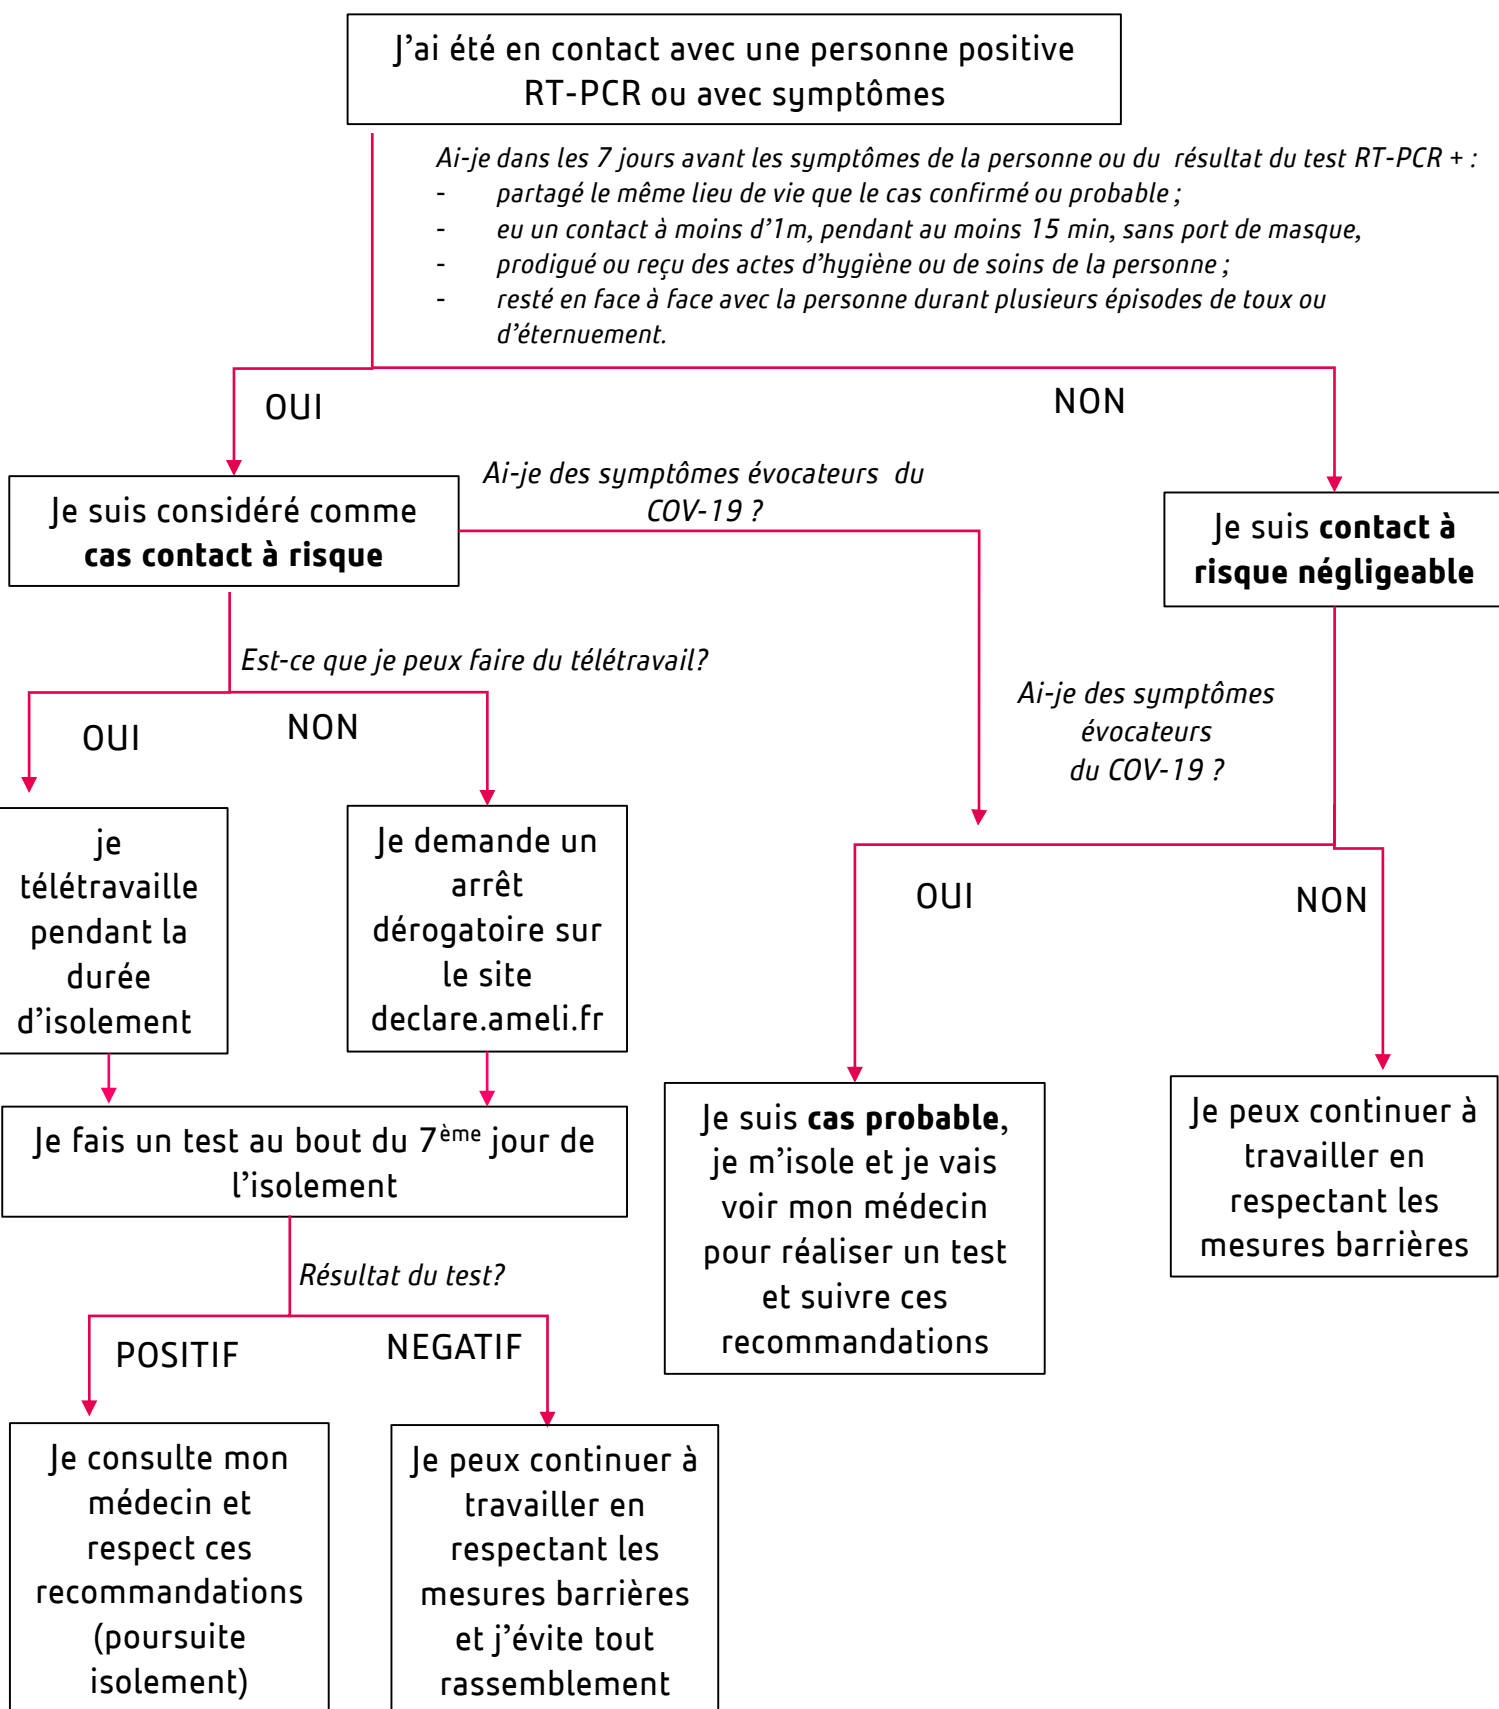 J'ai été en contact avec une personne positive
RT-PCR ou avec symptômes
Ai-je dans les 7 jours avant les symptômes de la personne ou du résultat du test RT-PCR + :
- partagé le même lieu de vie que le cas confirmé ou probable ;
- eu un contact à moins d'1m, pendant au moins 15 min, sans port de masque,
- prodigué ou reçu des actes d'hygiène ou de soins de la personne ;
- resté en face à face avec la personne durant plusieurs épisodes de toux ou
d'éternuement.
OUI
NON
Je suis considéré comme
cas contact à risque
Ai-je des symptômes évocateurs du
COV-19 ?
Je suis contact à
risque négligeable
Est-ce que je peux faire du télétravail?
OUI
NON
Ai-je des symptômes
évocateurs
du COV-19 ?
je
télétravaille
pendant la
durée
d'isolement
Je demande un
arrêt
dérogatoire sur
le site
declare.ameli.fr
OUI
NON
Je fais un test au bout du 7ème jour de
l'isolement
Je suis cas probable,
je m'isole et je vais
voir mon médecin
pour réaliser un test
et suivre ces
recommandations
Je peux continuer à
travailler en
respectant les
mesures barrières
Résultat du test?
POSITIF
NEGATIF
Je consulte mon
médecin et
respect ces
recommandations
(poursuite
isolement)
Je peux continuer à
travailler en
respectant les
mesures barrières
et j'évite tout
rassemblement